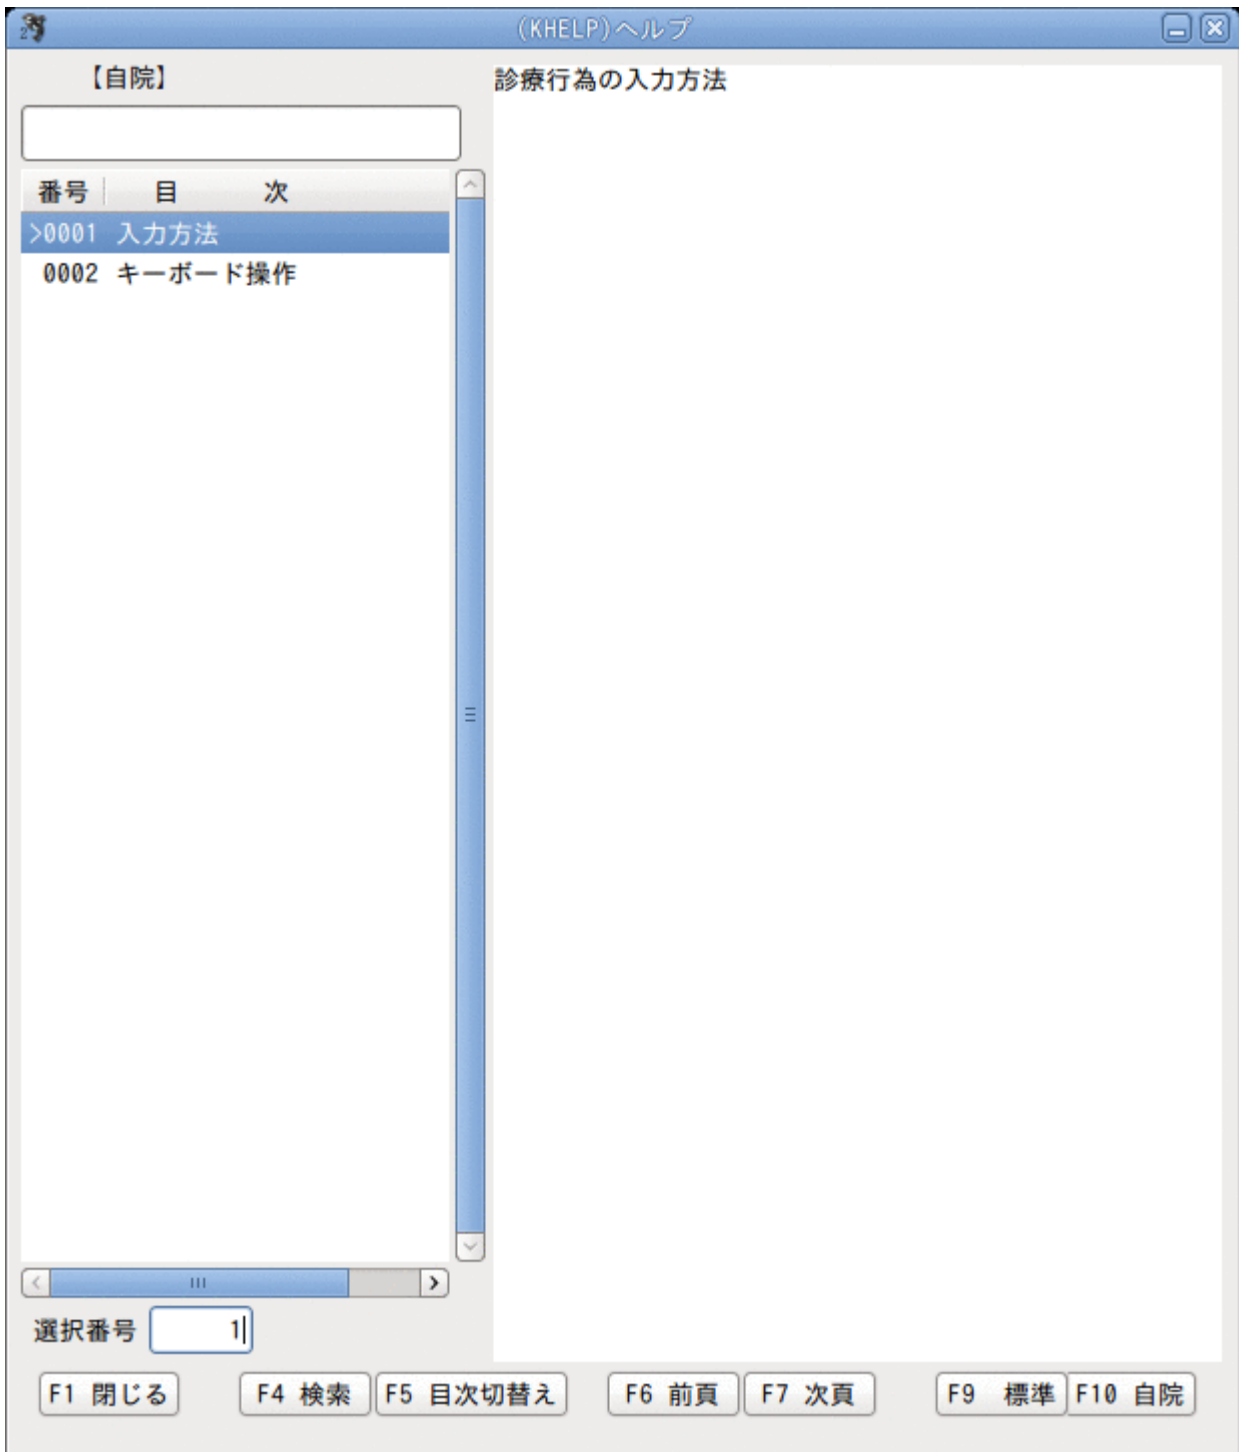 (KHELP)ヘルプ
【自院】
番号 目 次
>0001 入力方法
0002 キーボード操作
診療行為の入力方法
選択番号 1
F1 閉じる F4 検索 F5 目次切替え F6 前頁 F7 次頁 F9 標準 F10 自院